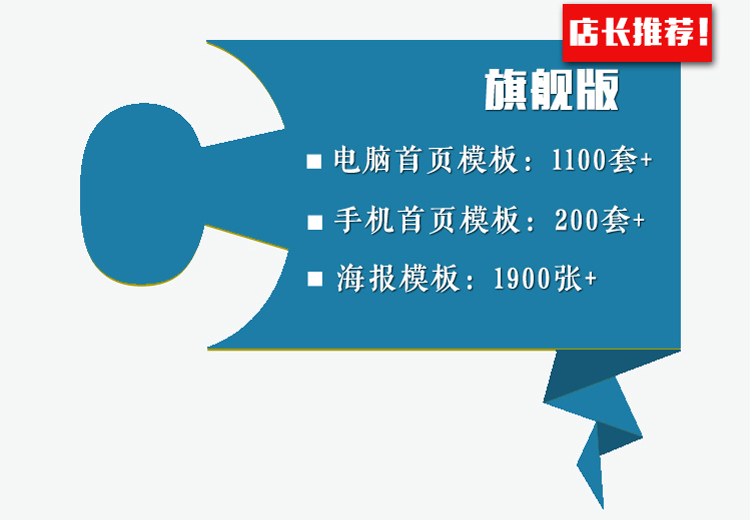 店长推荐!
旗舰版
■ 电脑首页模板：1100套+
■ 手机首页模板：200套+
■ 海报模板：1900张+